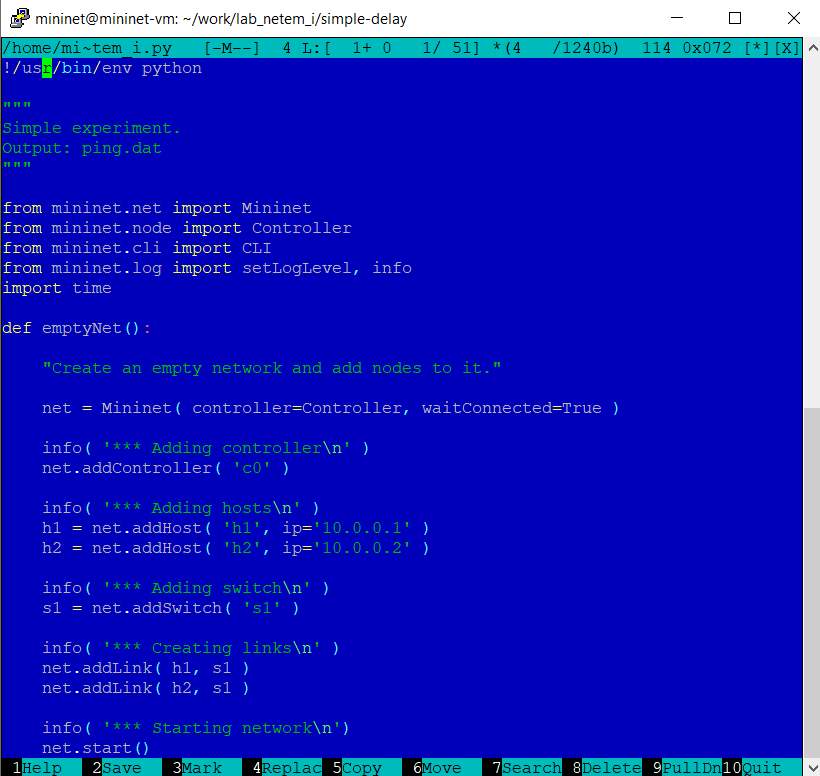 mininet@mininet-vm: ~/work/lab_netem_i/simple-delay
/home/mi~tem_i.py   [-M--]  4 L:[  1+ 0   1/ 51] *(4   /1240b)  114 0x072 [*][X]
!/usr/bin/env python

"""
Simple experiment.
Output: ping.dat
"""

from mininet.net import Mininet
from mininet.node import Controller
from mininet.cli import CLI
from mininet.log import setLogLevel, info
import time

def emptyNet():

    "Create an empty network and add nodes to it."

    net = Mininet( controller=Controller, waitConnected=True )

    info( '*** Adding controller\n' )
    net.addController( 'c0' )

    info( '*** Adding hosts\n' )
    h1 = net.addHost( 'h1', ip='10.0.0.1' )
    h2 = net.addHost( 'h2', ip='10.0.0.2' )

    info( '*** Adding switch\n' )
    s1 = net.addSwitch( 's1' )

    info( '*** Creating links\n' )
    net.addLink( h1, s1 )
    net.addLink( h2, s1 )

    info( '*** Starting network\n')
    net.start()
 1Help   2Save   3Mark   4Replac 5Copy   6Move   7Search 8Delete 9PullDn10Quit